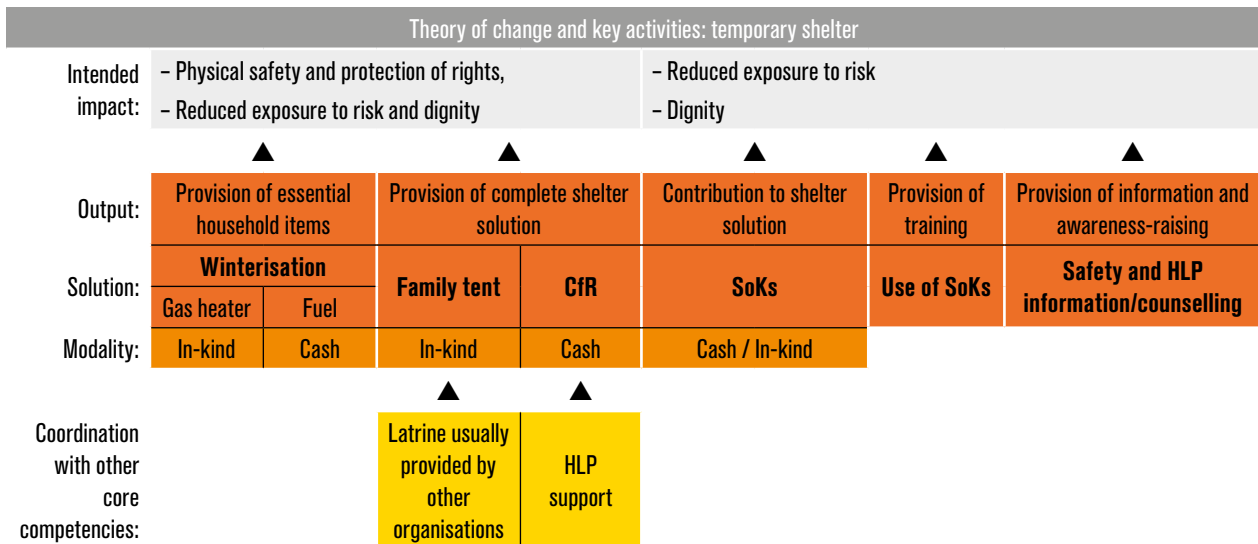 Theory of change and key activities: temporary shelter
Intended
impact:
– Physical safety and protection of rights,
– Reduced exposure to risk and dignity
– Reduced exposure to risk
– Dignity
Output:
Provision of essential
household items
Provision of complete shelter
solution
Contribution to shelter
solution
Provision of
training
Provision of information and
awareness-raising
Solution:
Winterisation
Gas heater
Fuel
Family tent
CfR
SoKs
Use of SoKs
Safety and HLP
information/counselling
Modality:
In-kind
Cash
In-kind
Cash
Cash / In-kind
Coordination
with other
core
competencies:
Latrine usually
provided by
other
organisations
HLP
support